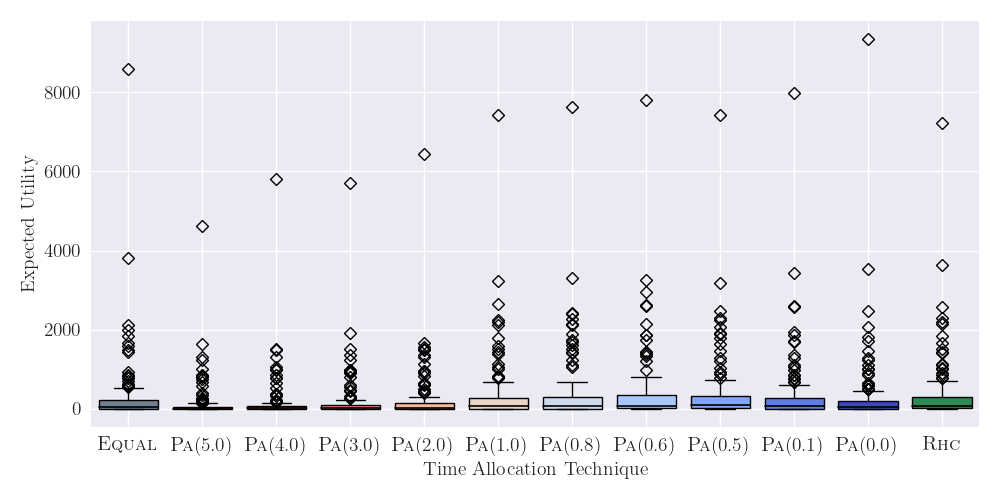 Expected Utility
8000
6000
4000
2000
0
EQUAL PA(5.0) PA(4.0) PA(3.0) PA(2.0) PA(1.0) PA(0.8) PA(0.6) PA(0.5) PA(0.1) PA(0.0) RHC
Time Allocation Technique